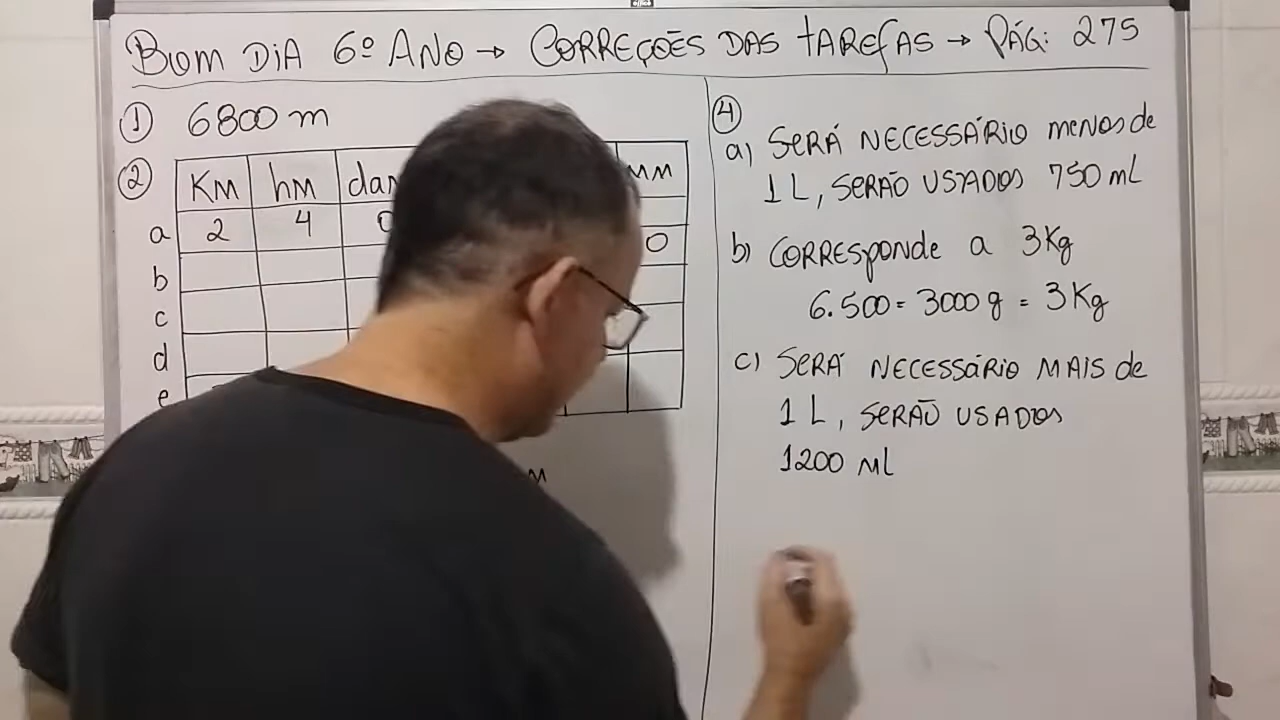 BOM DIA 6º ANO → CORREÇÕES DAS TAREFAS → PÁG: 275
① 6800 m
②
Km hm dam mm
a 2 4 0
0
b
c
d
e
m
④
a) SERÁ NECESSÁRIO menos de
1 L, SERÃO USADOS 750 ml
b) CORResponde a 3Kg
6.500 = 3000 g = 3 Kg
c) SERÁ NECESSÁRIO MAIS de
1 L, SERÃO USADOS
1200 ml